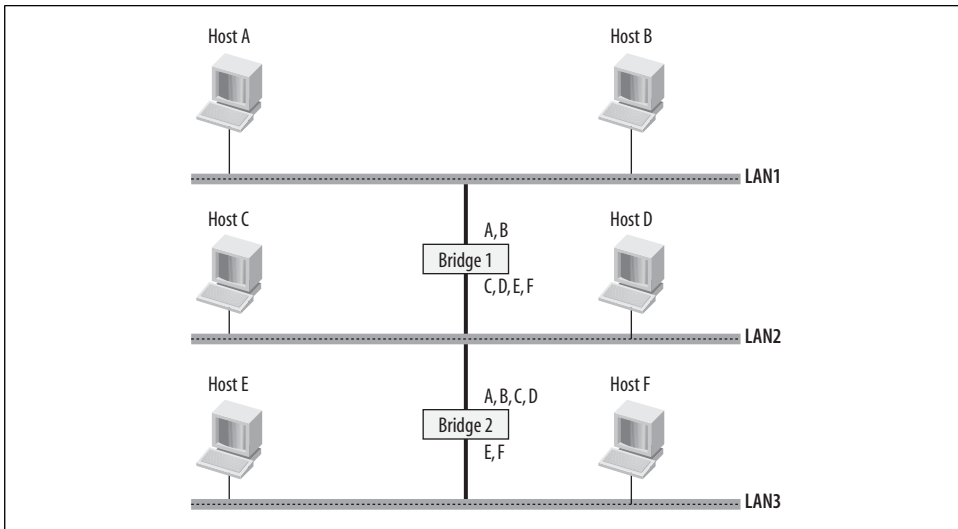 Host A
Host B
LAN1
Host C
A, B
Host D
Bridge 1
C, D, E, F
LAN2
Host E
A, B, C, D
Host F
Bridge 2
E, F
LAN3